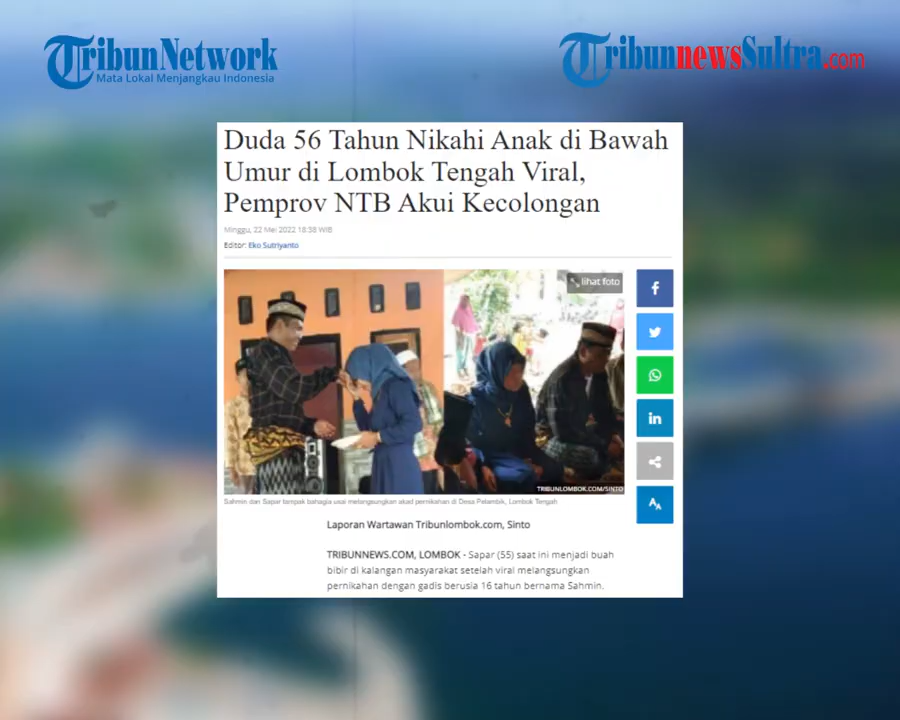 TribunNetwork
Mata Lokal Menjangkau Indonesia
TribunnewsSultra.com
Duda 56 Tahun Nikahi Anak di Bawah
Umur di Lombok Tengah Viral,
Pemprov NTB Akui Kecolongan
Minggu, 22 Mei 2022 18:38 WIB
Editor: Eko Sutriyanto
lihat foto
TRIBUNLOMBOK.COM/SINTO
Sahmin dan Sapar tampak bahagia usai melangsungkan akad pernikahan di Desa Pelambik, Lombok Tengah
Laporan Wartawan Tribunlombok.com, Sinto
TRIBUNNEWS.COM, LOMBOK - Sapar (55) saat ini menjadi buah
bibir di kalangan masyarakat setelah viral melangsungkan
pernikahan dengan gadis berusia 16 tahun bernama Sahmin.